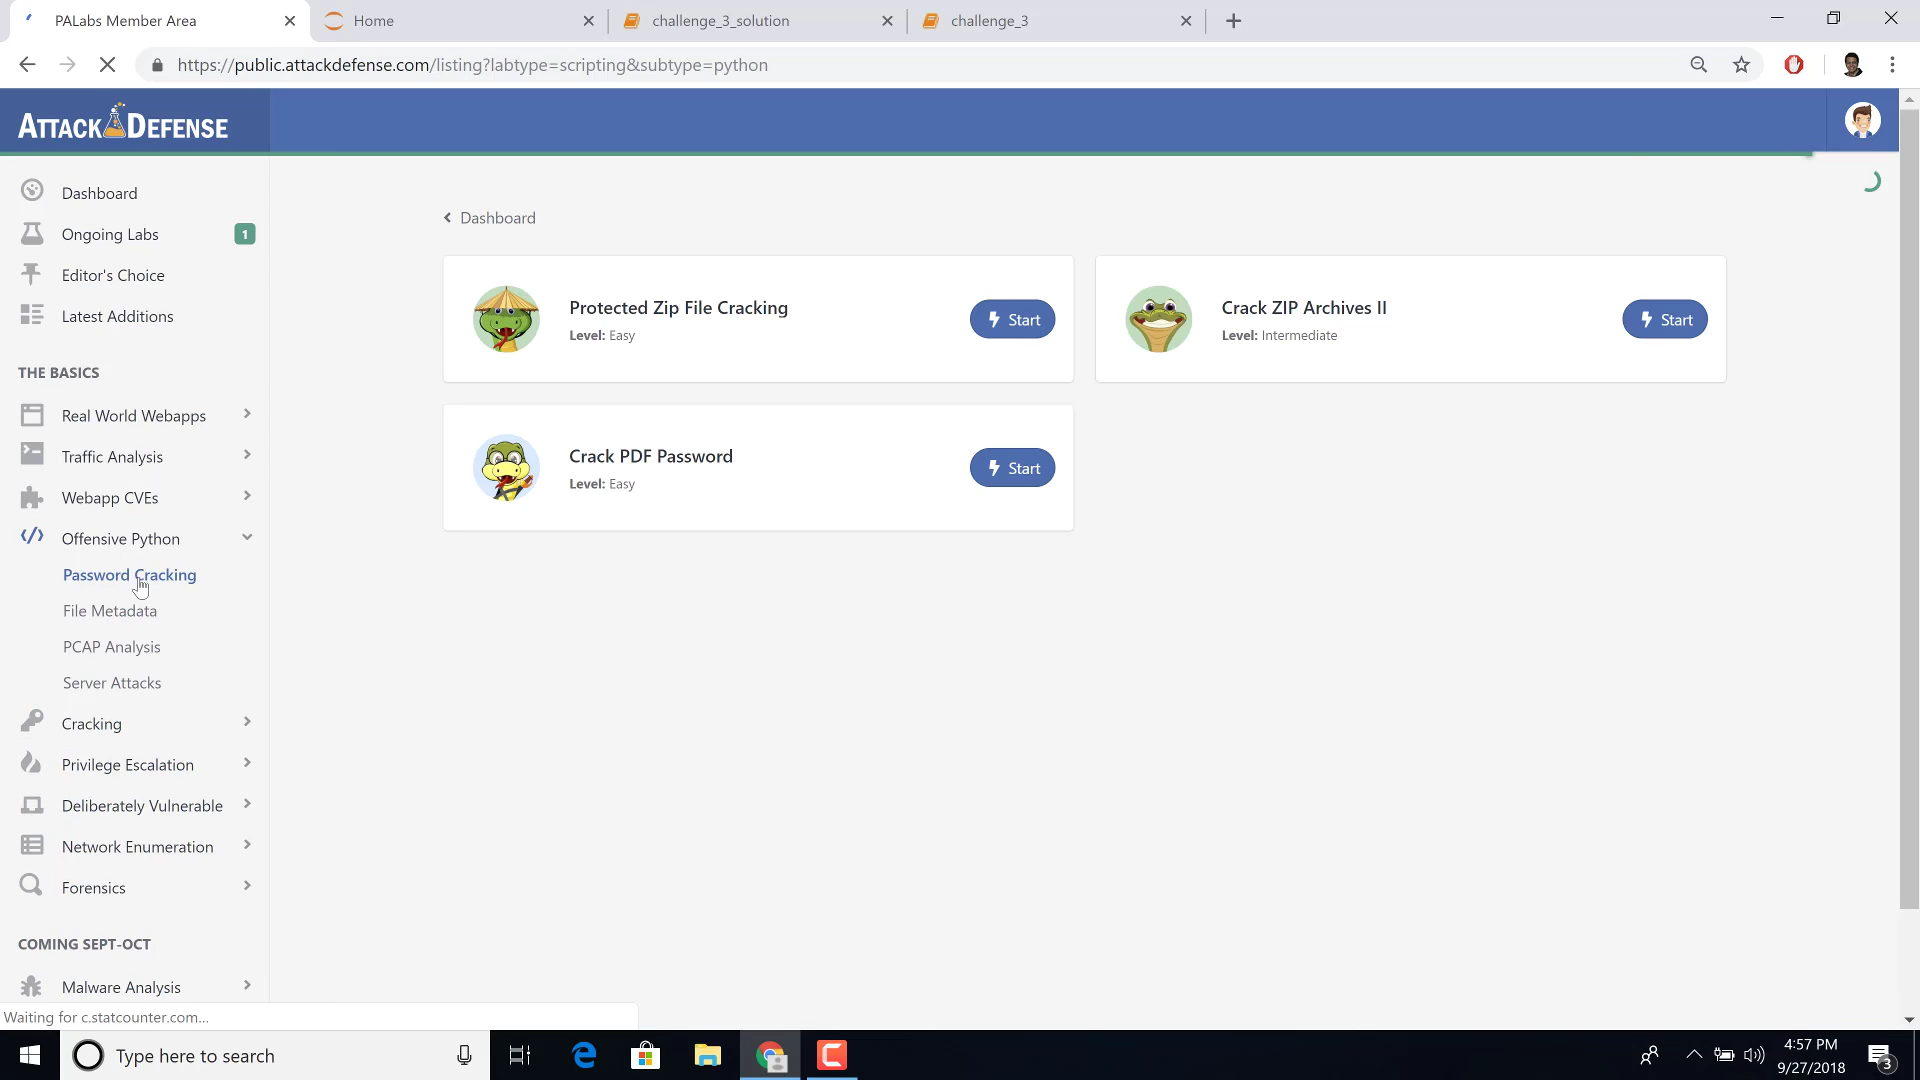 PALabs Member Area
Home
challenge_3_solution
challenge_3
https://public.attackdefense.com/listing?labtype=scripting&subtype=python
ATTACK DEFENSE
Dashboard
Ongoing Labs 1
Editor's Choice
Latest Additions
THE BASICS
Real World Webapps
Traffic Analysis
Webapp CVEs
Offensive Python
Password Cracking
File Metadata
PCAP Analysis
Server Attacks
Cracking
Privilege Escalation
Deliberately Vulnerable
Network Enumeration
Forensics
COMING SEPT-OCT
Malware Analysis
Dashboard
Protected Zip File Cracking
Level: Easy
Start
Crack ZIP Archives II
Level: Intermediate
Start
Crack PDF Password
Level: Easy
Start
Waiting for c.statcounter.com...
Type here to search
4:57 PM
9/27/2018
3